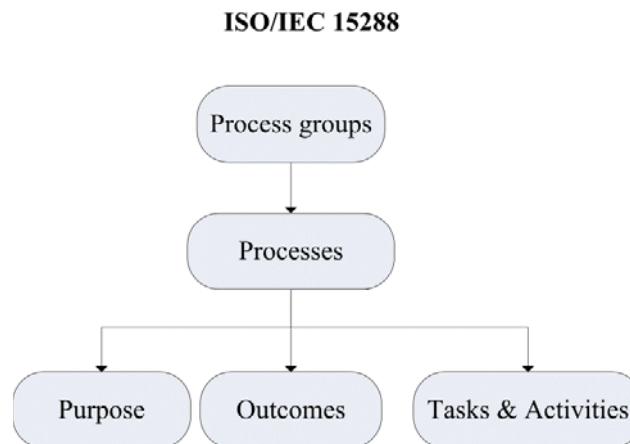 ISO/IEC 15288
Process groups
Processes
Purpose
Outcomes
Tasks & Activities